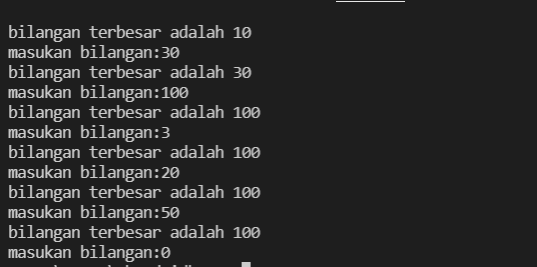 bilangan terbesar adalah 10
masukan bilangan:30
bilangan terbesar adalah 30
masukan bilangan:100
bilangan terbesar adalah 100
masukan bilangan:3
bilangan terbesar adalah 100
masukan bilangan:20
bilangan terbesar adalah 100
masukan bilangan:50
bilangan terbesar adalah 100
masukan bilangan:0